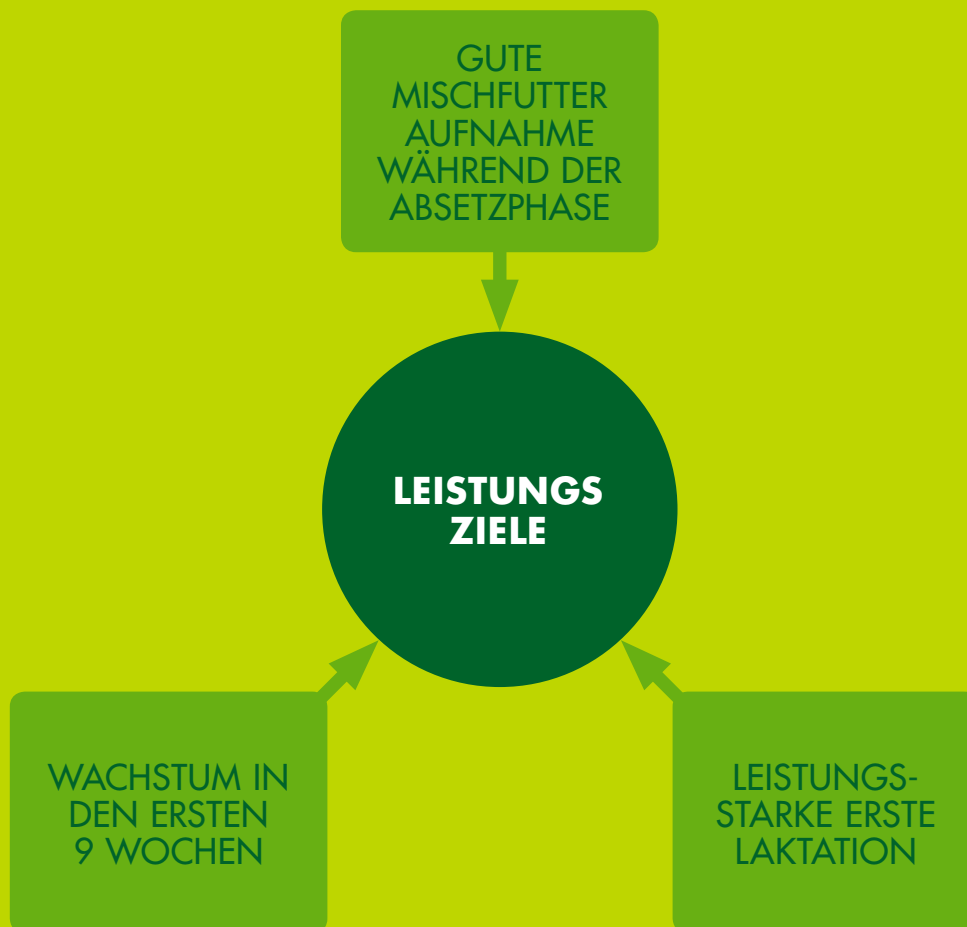 GUTE
MISCHFUTTER
AUFNAHME
WÄHREND DER
ABSETZPHASE
LEISTUNGS
ZIELE
WACHSTUM IN
DEN ERSTEN
9 WOCHEN
LEISTUNGS-
STARKE ERSTE
LAKTATION